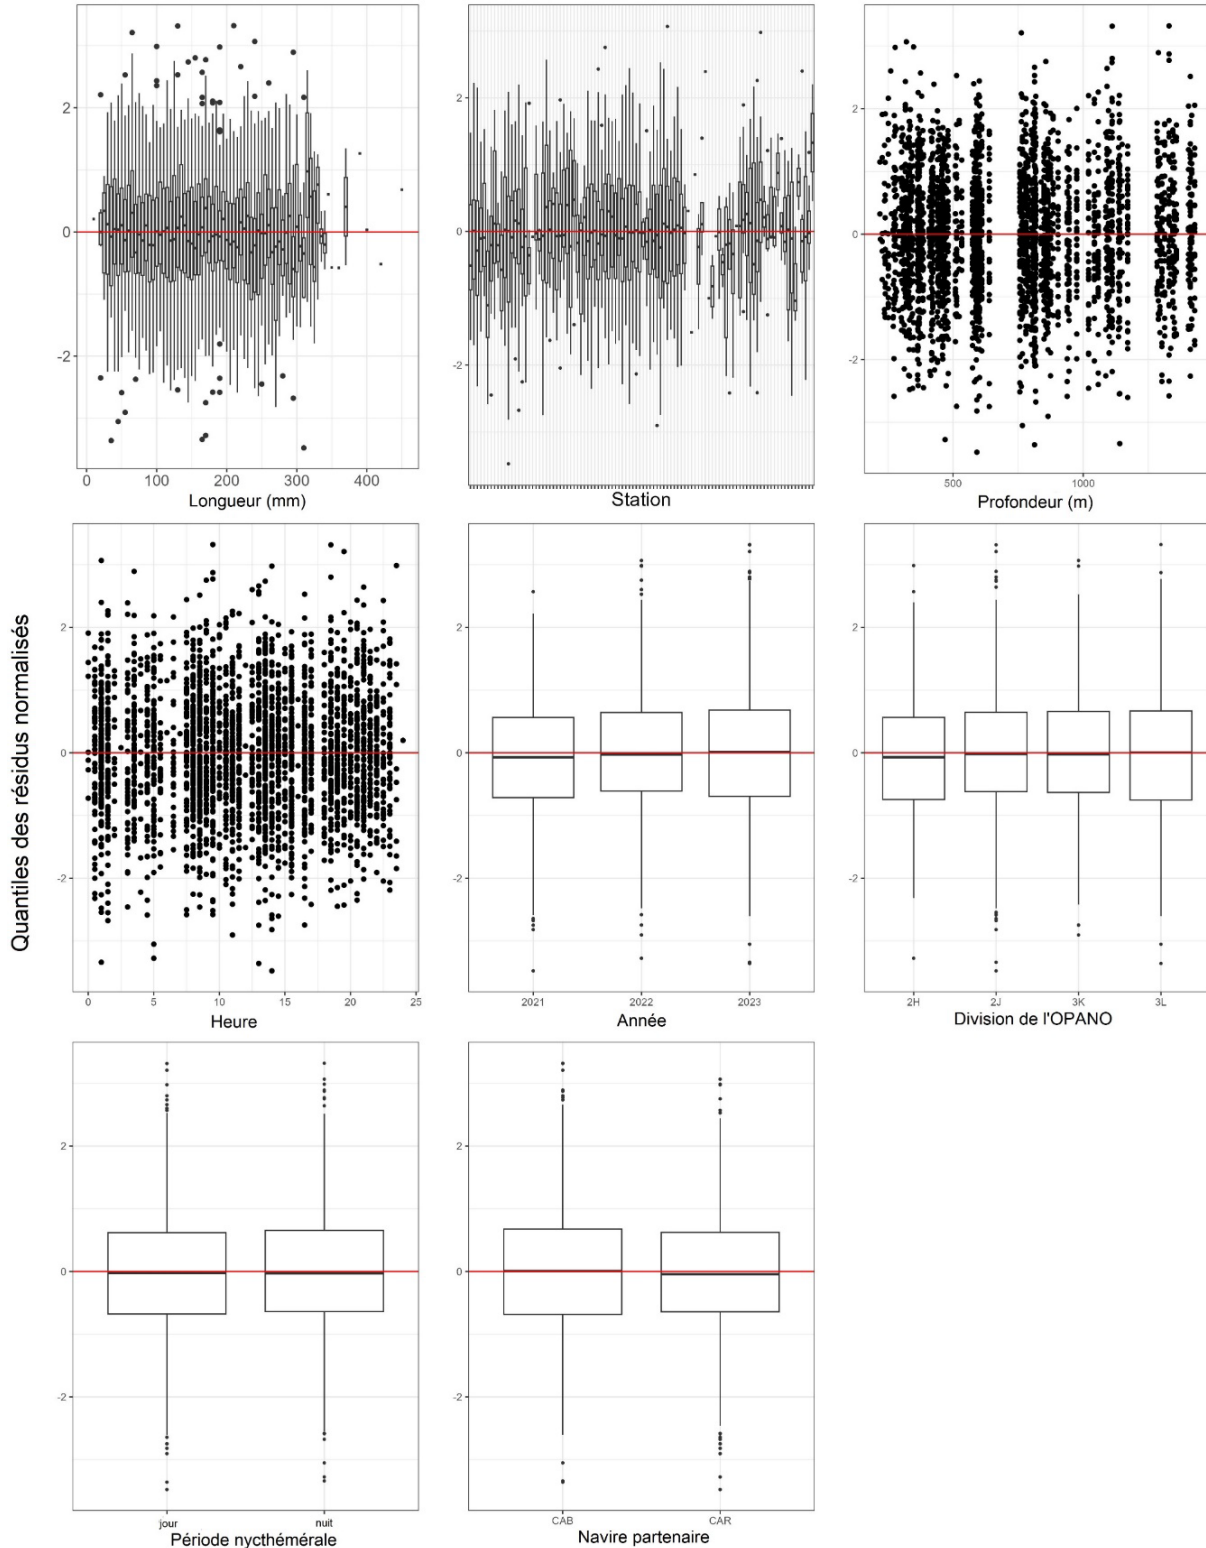 2
0
-2
0
100
200
300
400
Longueur (mm)
2
0
-2
Station
2
0
-2
500
1000
Profondeur (m)
Quantiles des résidus normalisés
2
0
-2
0
5
10
15
20
25
Heure
2
0
-2
2021
2022
2023
Année
2
0
-2
2H
2J
3K
3L
Division de l'OPANO
2
0
-2
jour
nuit
Période nycthémérale
2
0
-2
CAB
CAR
Navire partenaire